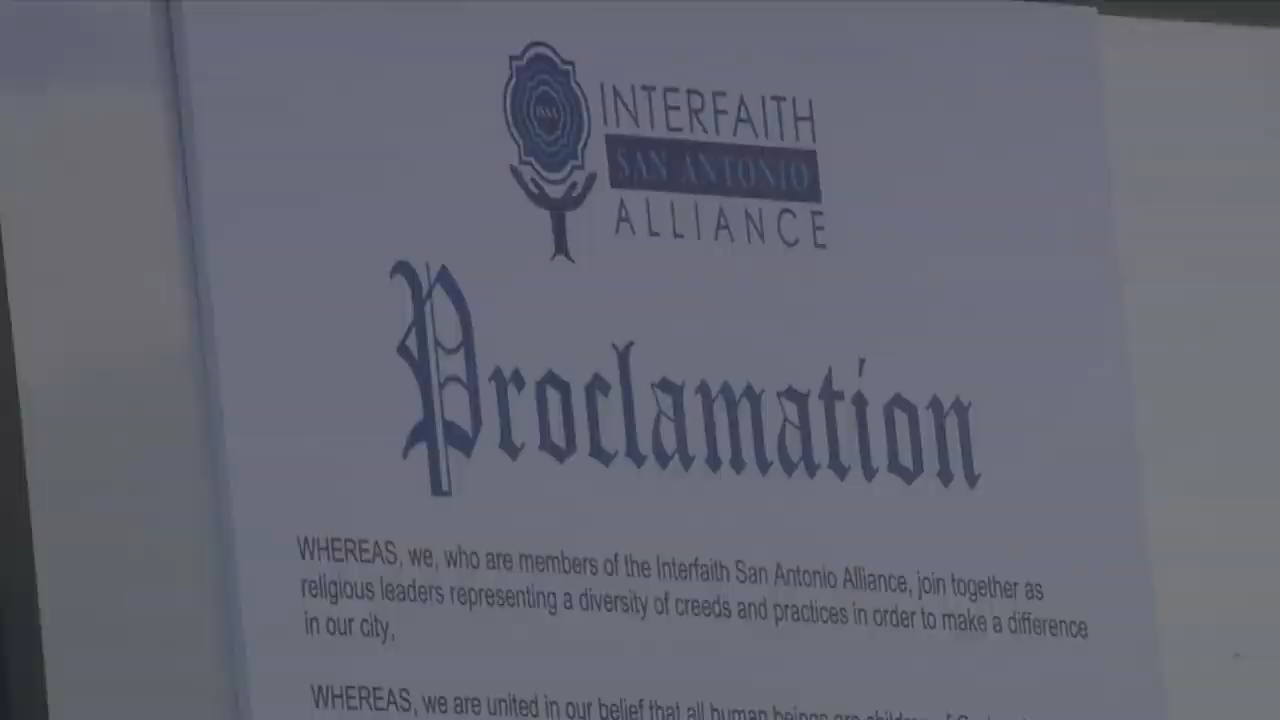 INTERFAITH
SAN ANTONIO
ALLIANCE
Proclamation
WHEREAS, we, who are members of the Interfaith San Antonio Alliance, join together as
religious leaders representing a diversity of creeds and practices in order to make a difference
in our city,
WHEREAS, we are united in our belief that all human beings are children of